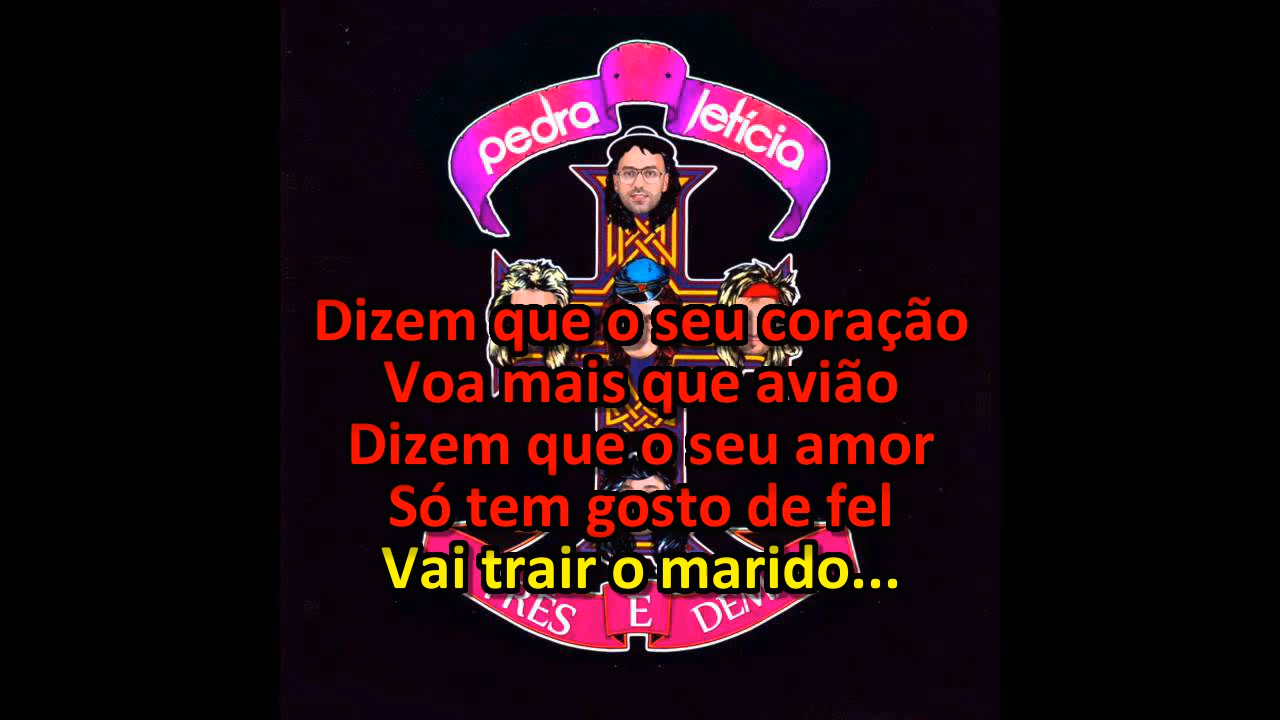 pedra letícia
Dizem que o seu coração
Voa mais que avião
Dizem que o seu amor
Só tem gosto de fel
Vai trair o marido...
TRÊS E